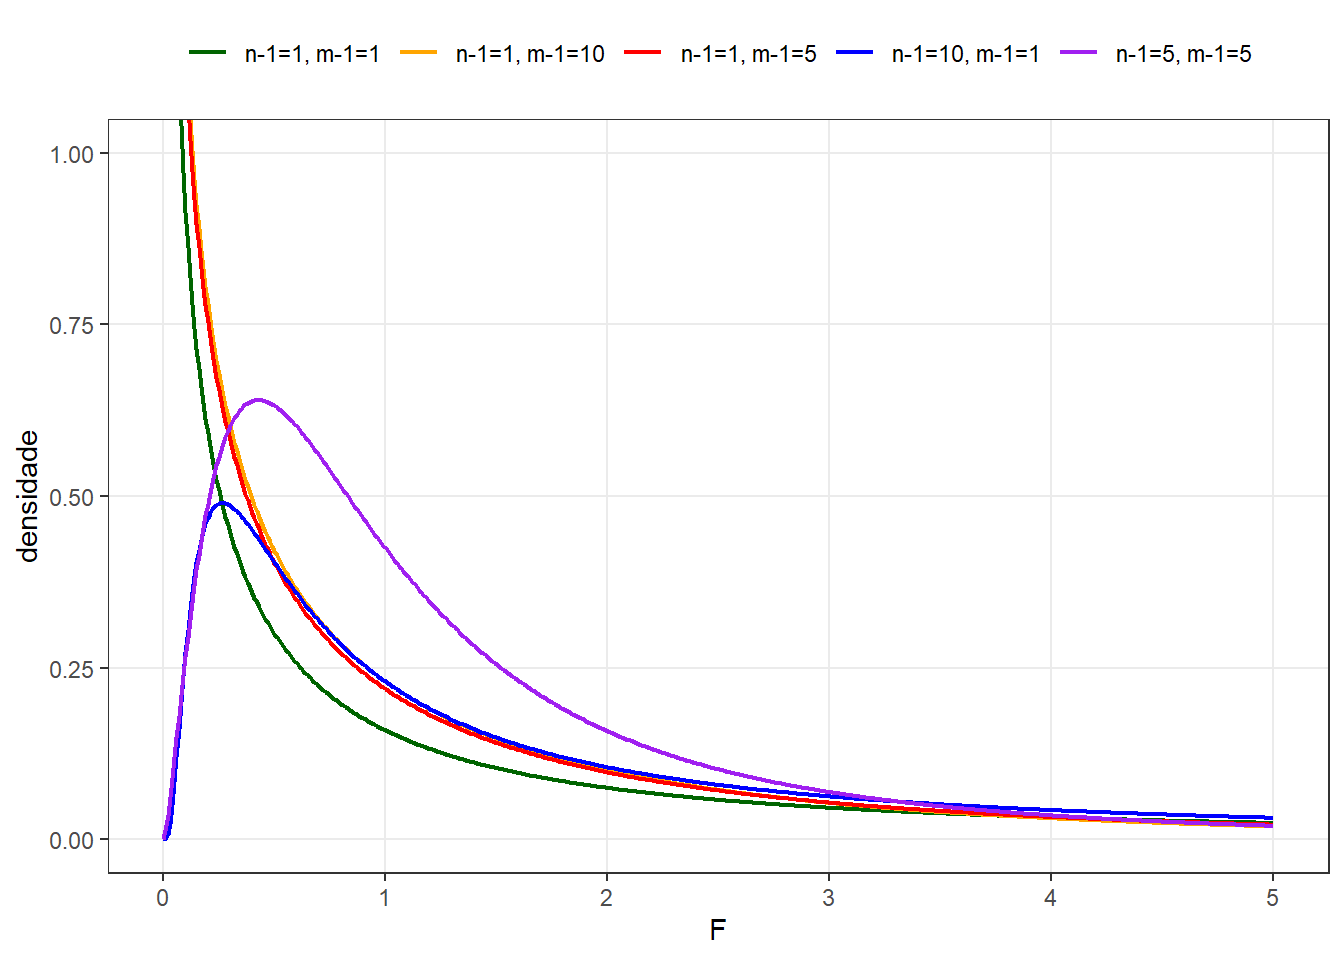 n-1=1, m-1=1 n-1=1, m-1=10 n-1=1, m-1=5 n-1=10, m-1=1 n-1=5, m-1=5
1.00
0.75
0.50
0.25
0.00
densidade
0 1 2 3 4 5
F